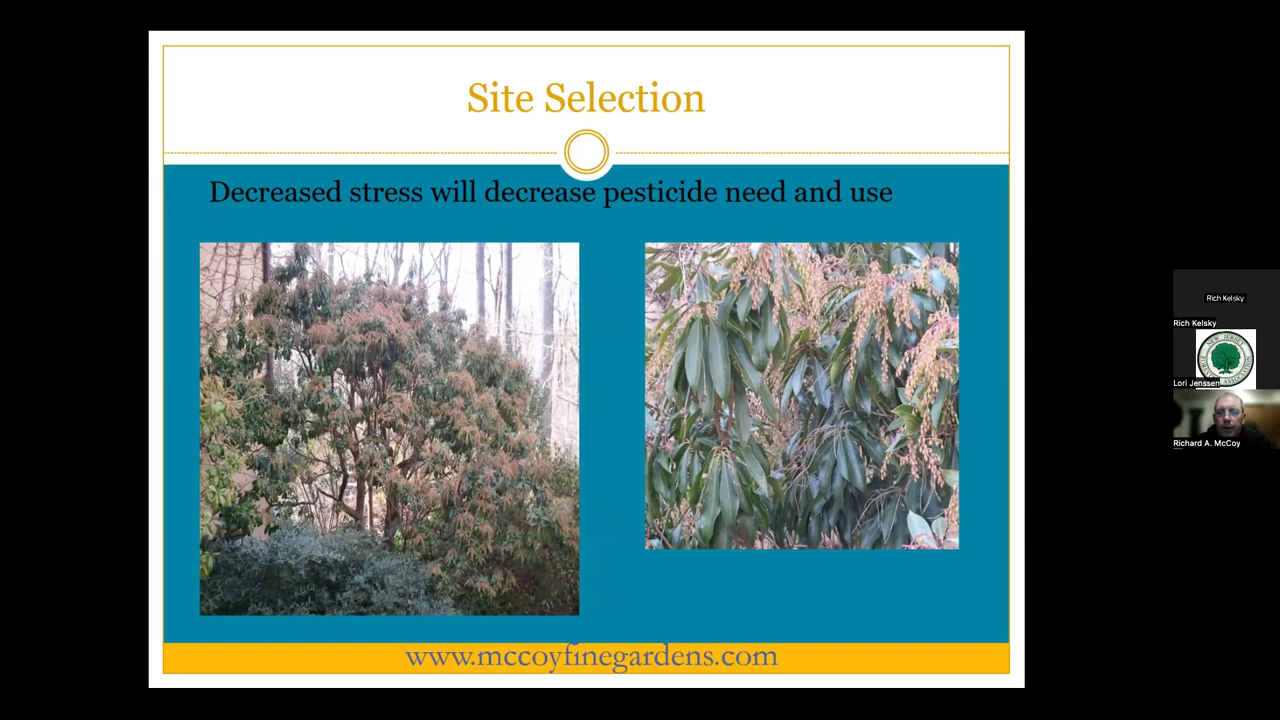 Site Selection
Decreased stress will decrease pesticide need and use
www.mccoyfinegardens.com
Rich Kelsky
Rich Kelsky
Lori Jenssen
Richard A. McCoy